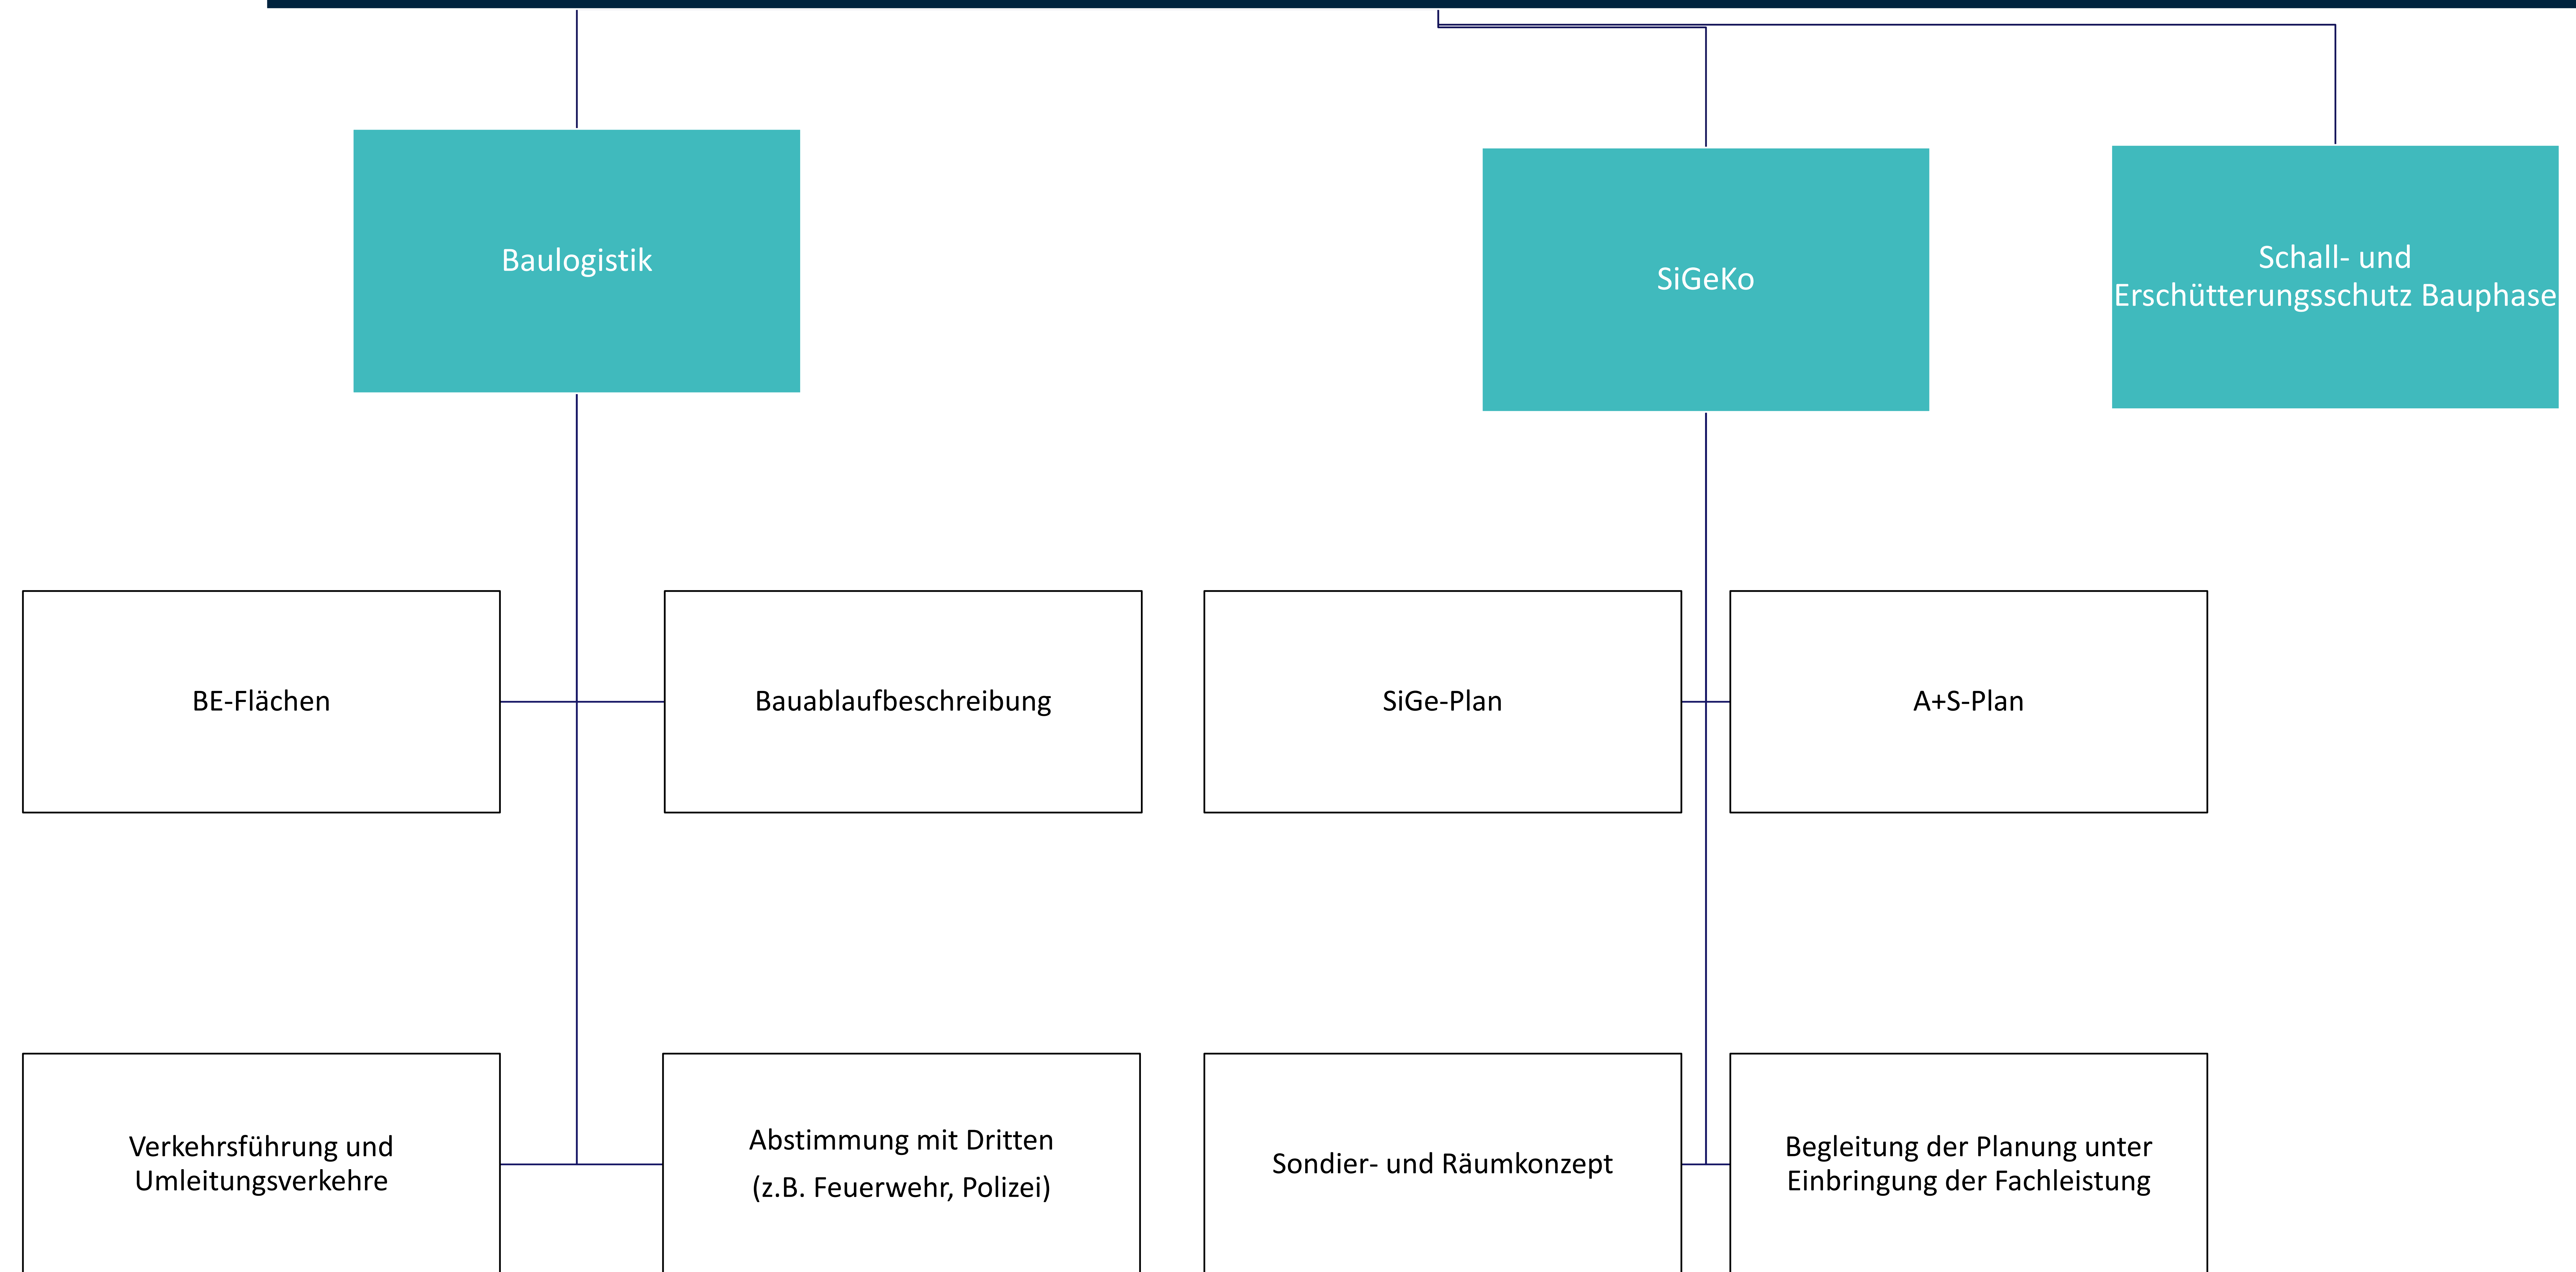 Baulogistik
SiGeKo
Schall- und
Erschütterungsschutz Bauphase
BE-Flächen
Bauablaufbeschreibung
SiGe-Plan
A+S-Plan
Verkehrsführung und
Umleitungsverkehre
Abstimmung mit Dritten
(z.B. Feuerwehr, Polizei)
Sondier- und Räumkonzept
Begleitung der Planung unter
Einbringung der Fachleistung